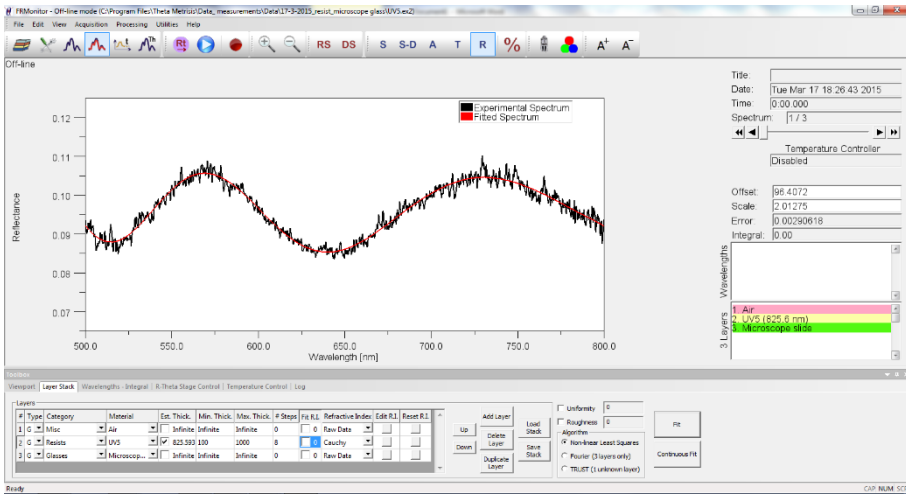 FRMonitor - Off-line mode (C:\Program Files\Theta Metrisis\Data_ measurements\Data\17-3-2015_resist_microscope glass\UV5.ex2)
File Edit View Acquisition Processing Utilities Help
Th Rt RS DS S S-D A T R % A+ A-
Off-line
Experimental Spectrum
Fitted Spectrum
0.12
0.11
0.10
0.09
0.08
0.07
Reflectance
500.0 550.0 600.0 650.0 700.0 750.0 800.0
Wavelength [nm]
Title:
Date: Tue Mar 17 18:26:43 2015
Time: 0:00.000
Spectrum: 1 / 3
Temperature Controller
Disabled
Offset: 96.4072
Scale: 2.01275
Error: 0.00290618
Integral: 0.00
Wavelengths
3 Layers
1. Air
2. UV5 (825.6 nm)
3. Microscope slide
Toolbox
Viewport Layer Stack Wavelengths - Integral R-Theta Stage Control Temperature Control Log
Layers
# Type Category Material Est. Thick. Min. Thick. Max. Thick. # Steps Fit R.I. Refractive Index Edit R.I. Reset R.I.
1 G Misc Air Infinite Infinite Infinite 0 0 Raw Data
2 G Resists UV5 825.593 100 1000 8 0 Cauchy
3 G Glasses Microscop... Infinite Infinite Infinite 0 0 Raw Data
Up
Down
Add Layer
Delete Layer
Duplicate Layer
Load Stack
Save Stack
Uniformity 0
Roughness 0
Algorithm
Non-linear Least Squares
Fourier (3 layers only)
TRUST (1 unknown layer)
Fit
Continuous Fit
Ready
CAP NUM SCR